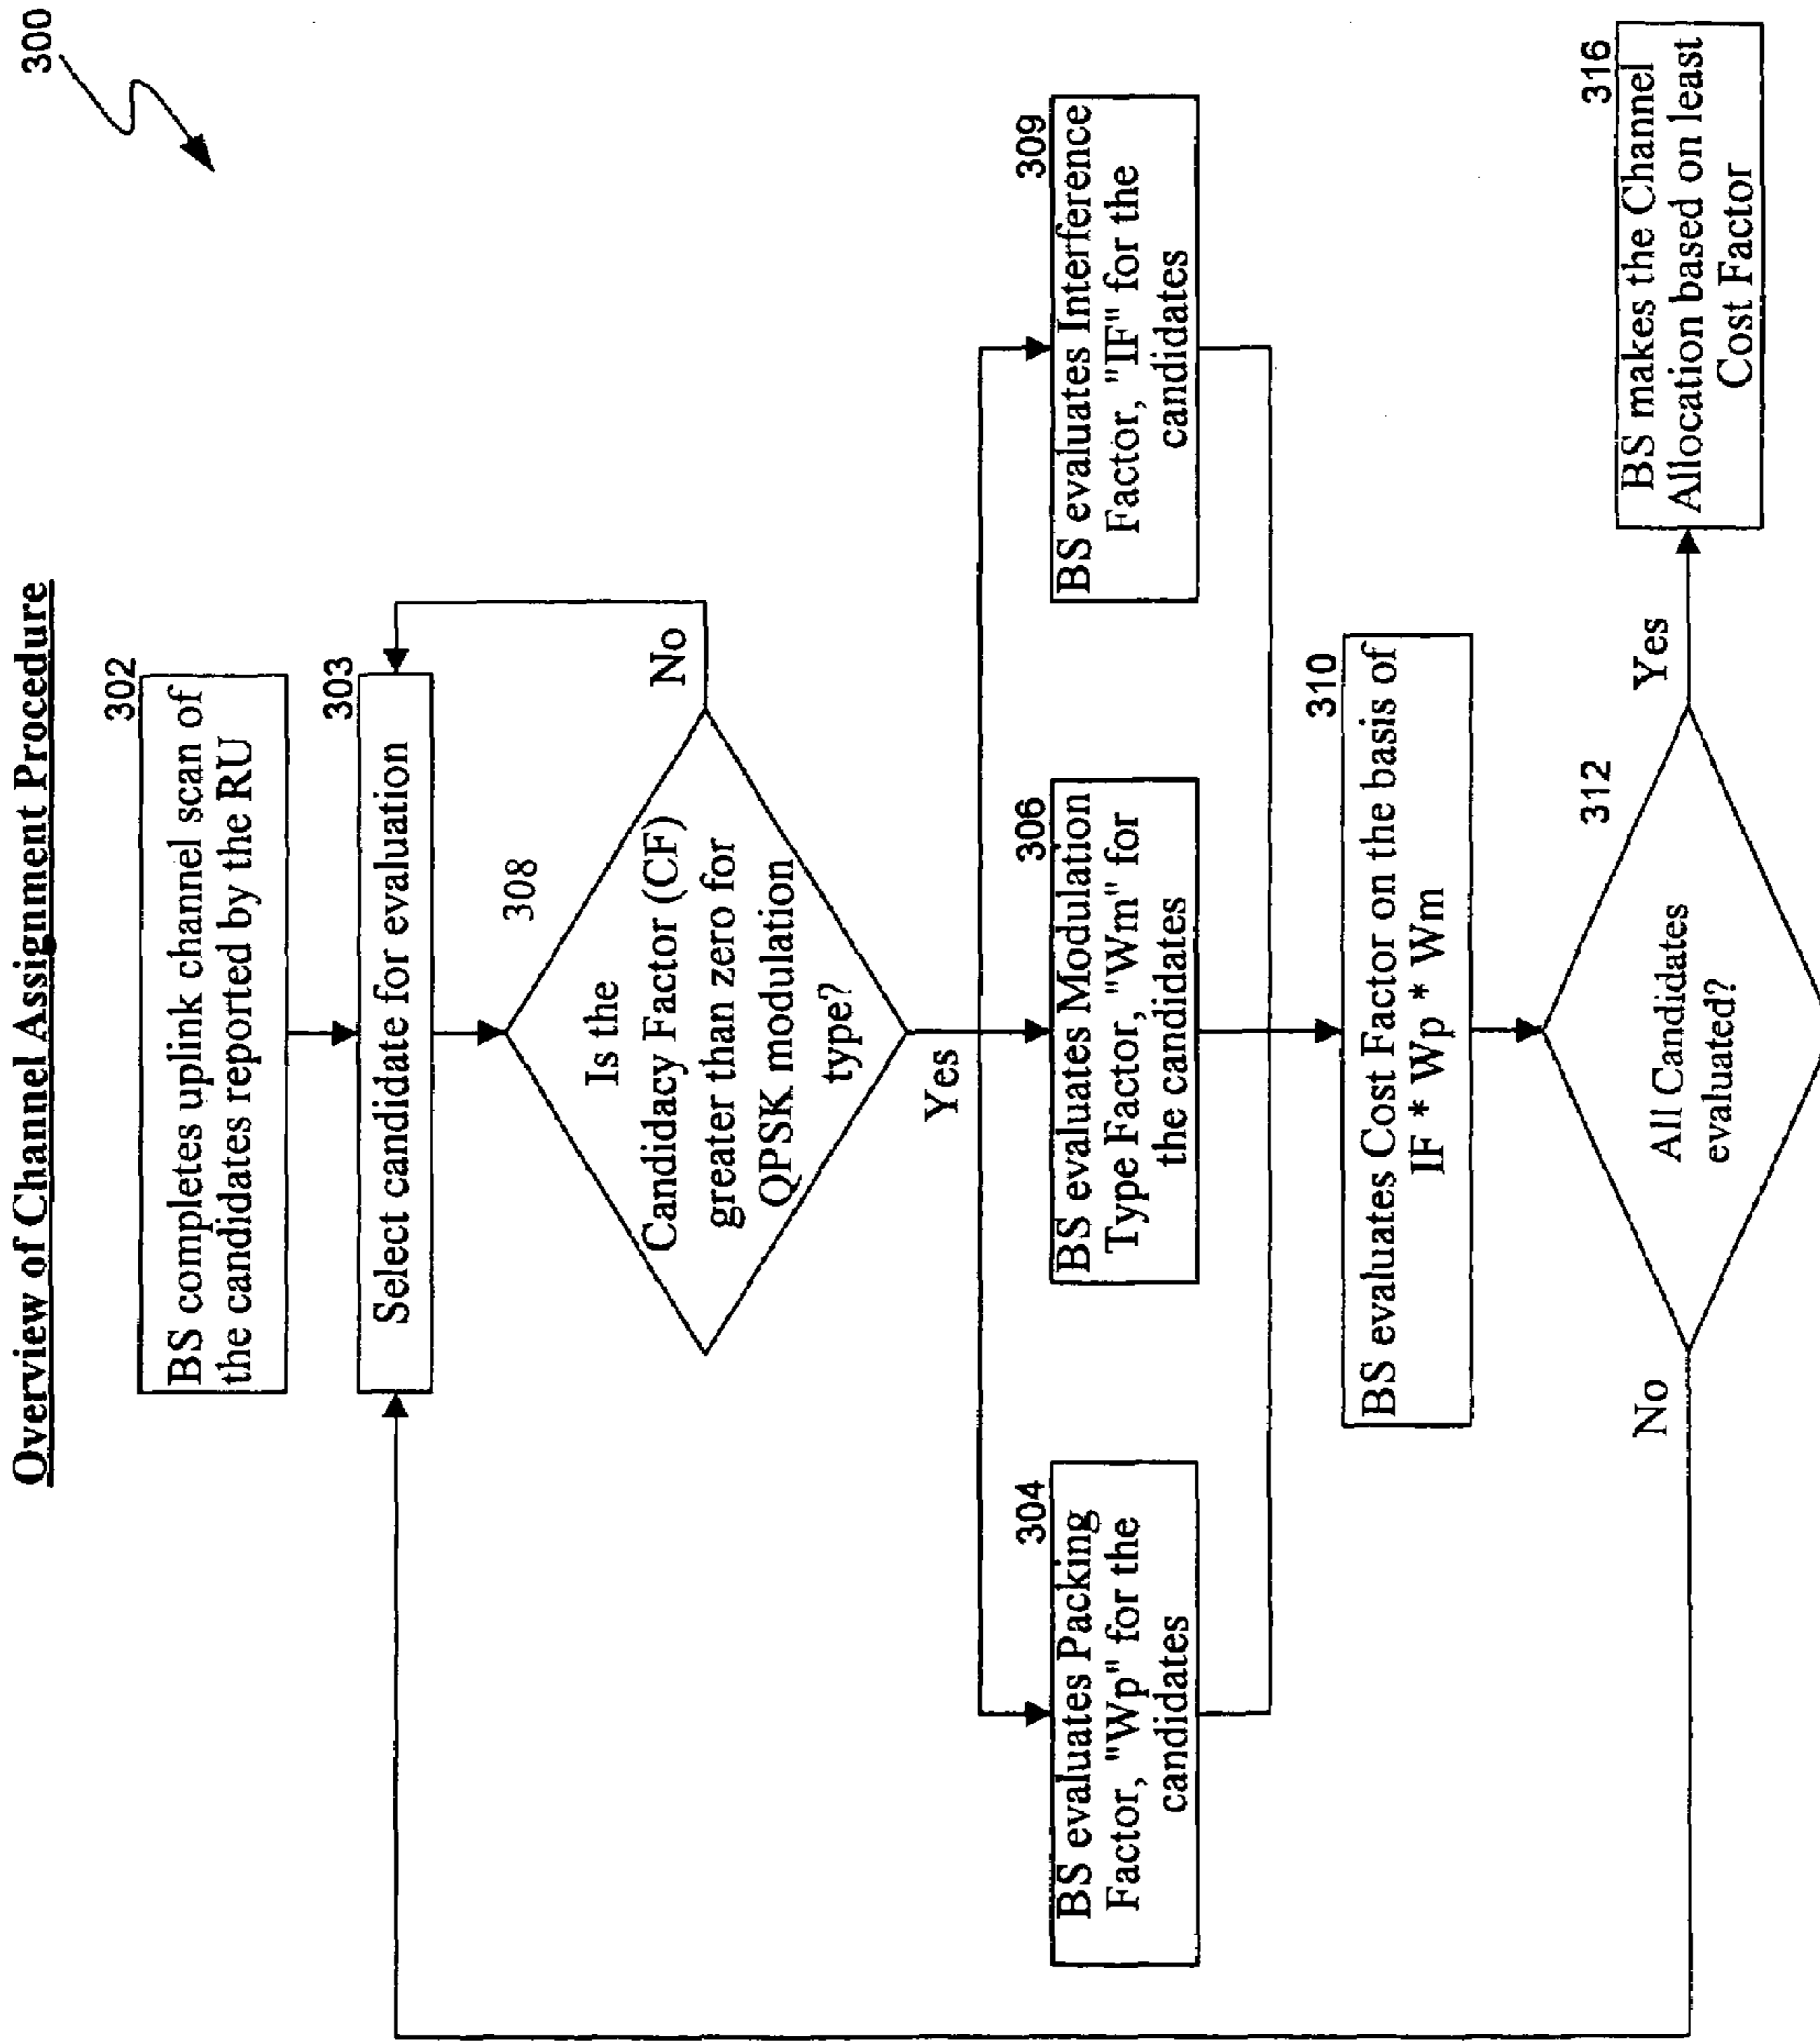 Overview of Channel Assignment Procedure
300
302
BS completes uplink channel scan of
the candidates reported by the RU
303
Select candidate for evaluation
308
Is the
Candidacy Factor (CF)
greater than zero for
QPSK modulation
type?
No
Yes
304
BS evaluates Packing
Factor, "Wp" for the
candidates
306
BS evaluates Modulation
Type Factor, "Wm" for
the candidates
309
BS evaluates Interference
Factor, "IF" for the
candidates
310
BS evaluates Cost Factor on the basis of
IF * Wp * Wm
312
All Candidates
evaluated?
No
Yes
316
BS makes the Channel
Allocation based on least
Cost Factor